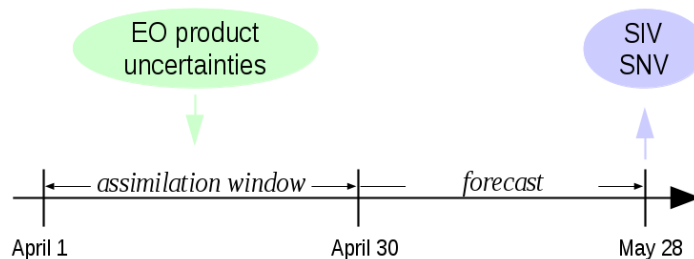 EO product
uncertainties
SIV
SNV
assimilation window
forecast
April 1
April 30
May 28